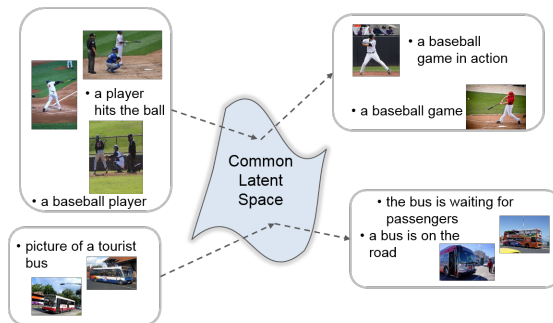 • a player
hits the ball
• a baseball player
• picture of a tourist
bus
Common
Latent
Space
• a baseball
game in action
• a baseball game
• the bus is waiting for
passengers
• a bus is on the
road